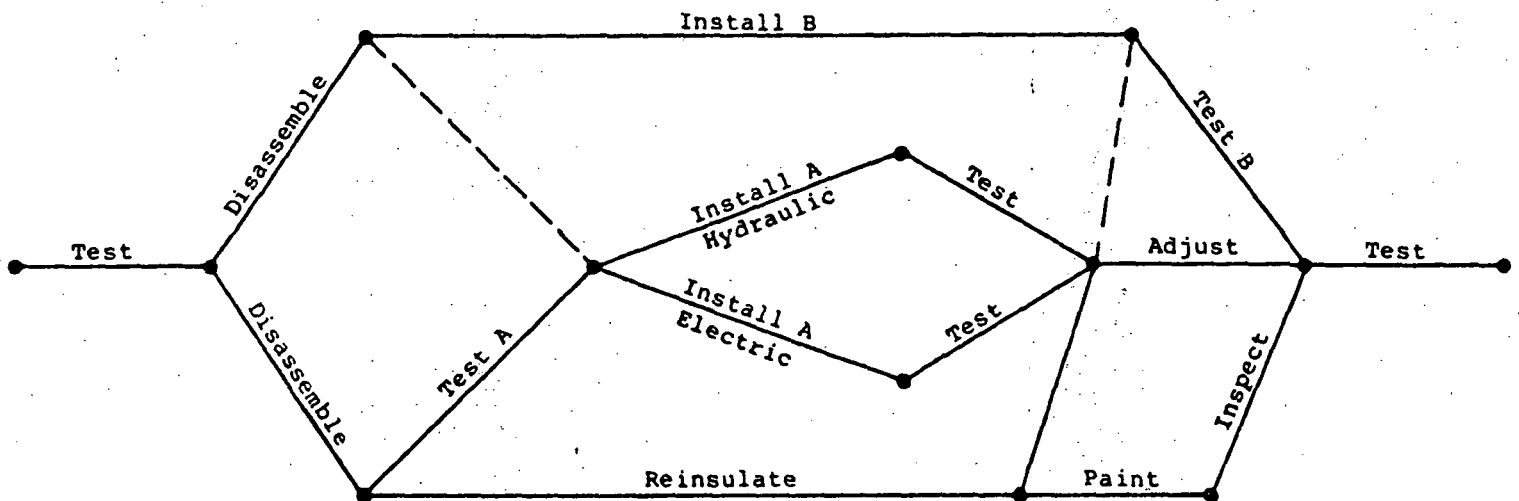 Install B
Disassemble
Test B
Install A
Hydraulic
Test
Test
Adjust
Test
Install A
Electric
Test
Disassemble
Test A
Inspect
Reinsulate
Paint